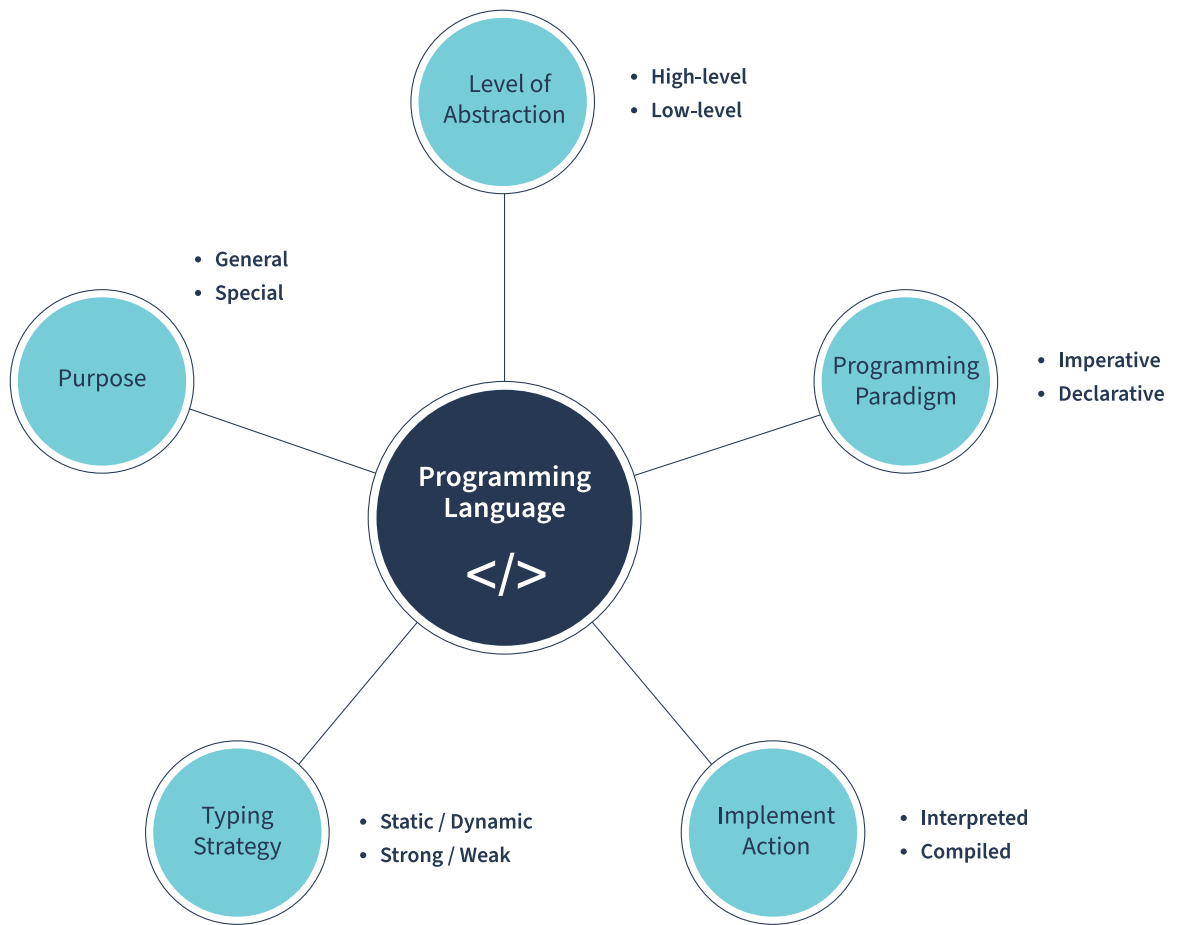 Level of
Abstraction
• High-level
• Low-level
• General
• Special
Purpose
Programming
Paradigm
• Imperative
• Declarative
Programming
Language
</>
Typing
Strategy
• Static / Dynamic
• Strong / Weak
Implement
Action
• Interpreted
• Compiled